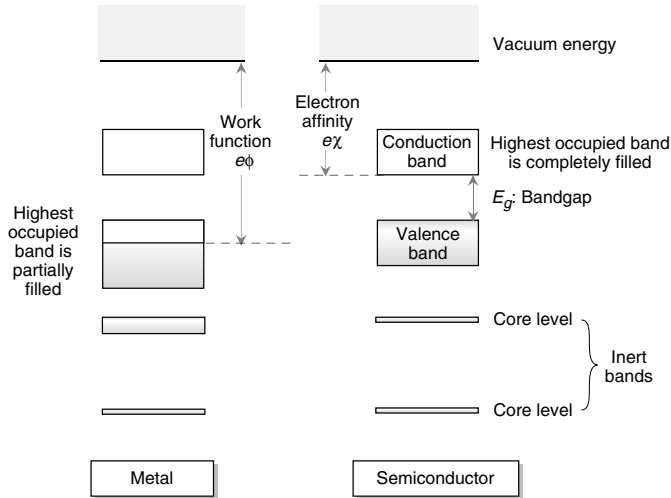 Vacuum energy
Work
function
eϕ
Electron
affinity
eχ
Conduction
band
Highest occupied band
is completely filled
E_g: Bandgap
Highest
occupied
band is
partially
filled
Valence
band
Core level
Inert
bands
Core level
Metal
Semiconductor